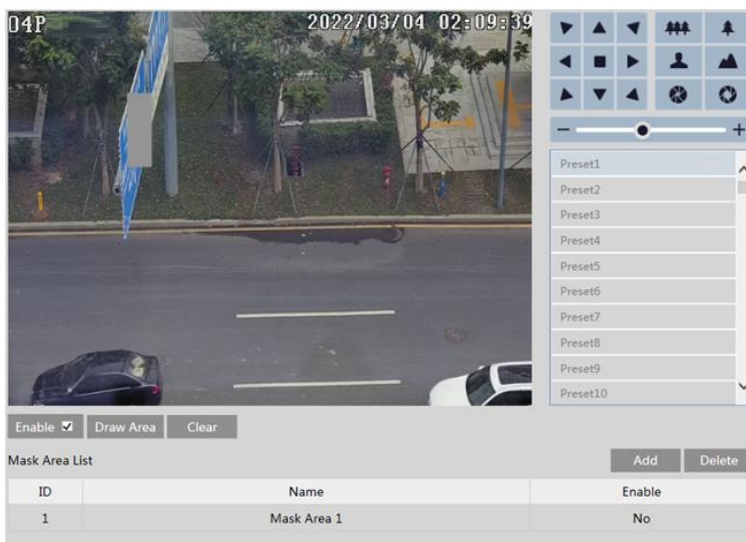 04P
2022/03/04 02:09:39
Preset1
Preset2
Preset3
Preset4
Preset5
Preset6
Preset7
Preset8
Preset9
Preset10
Enable Draw Area Clear
Mask Area List
Add Delete
ID Name Enable
1 Mask Area 1 No